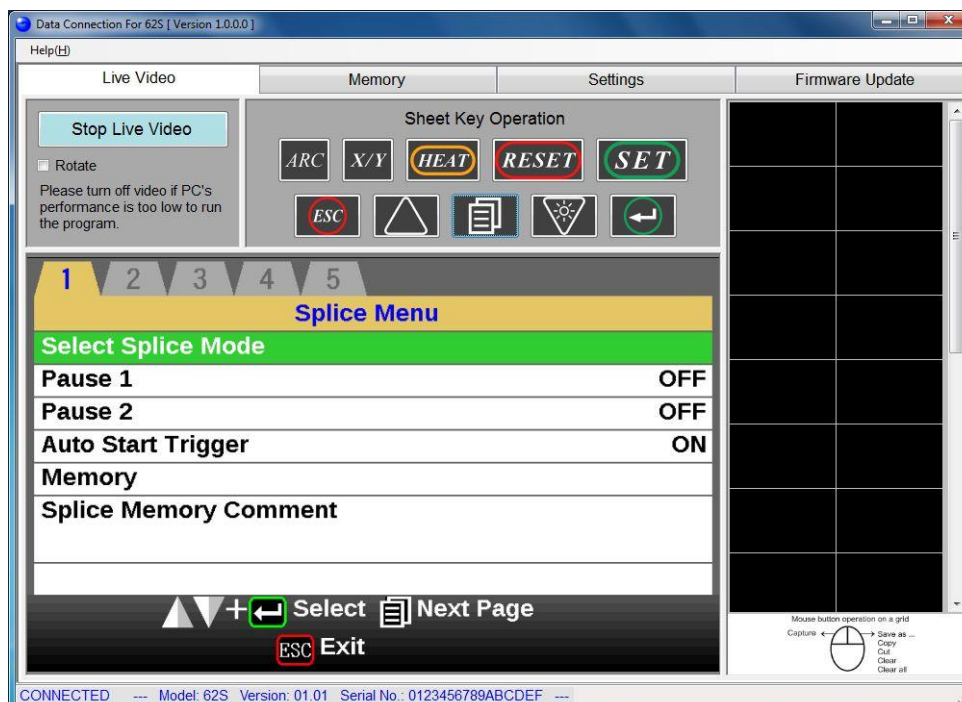 Data Connection For 62S [ Version 1.0.0.0 ]
Help(H)
Live Video Memory Settings Firmware Update
Stop Live Video
Rotate
Please turn off video if PC's
performance is too low to run
the program.
Sheet Key Operation
ARC X/Y HEAT RESET SET
ESC
1 2 3 4 5
Splice Menu
Select Splice Mode
Pause 1 OFF
Pause 2 OFF
Auto Start Trigger ON
Memory
Splice Memory Comment
+ Select Next Page
ESC Exit
Mouse button operation on a grid
Capture Save as ...
Copy
Cut
Clear
Clear all
CONNECTED --- Model: 62S Version: 01.01 Serial No.: 0123456789ABCDEF ---